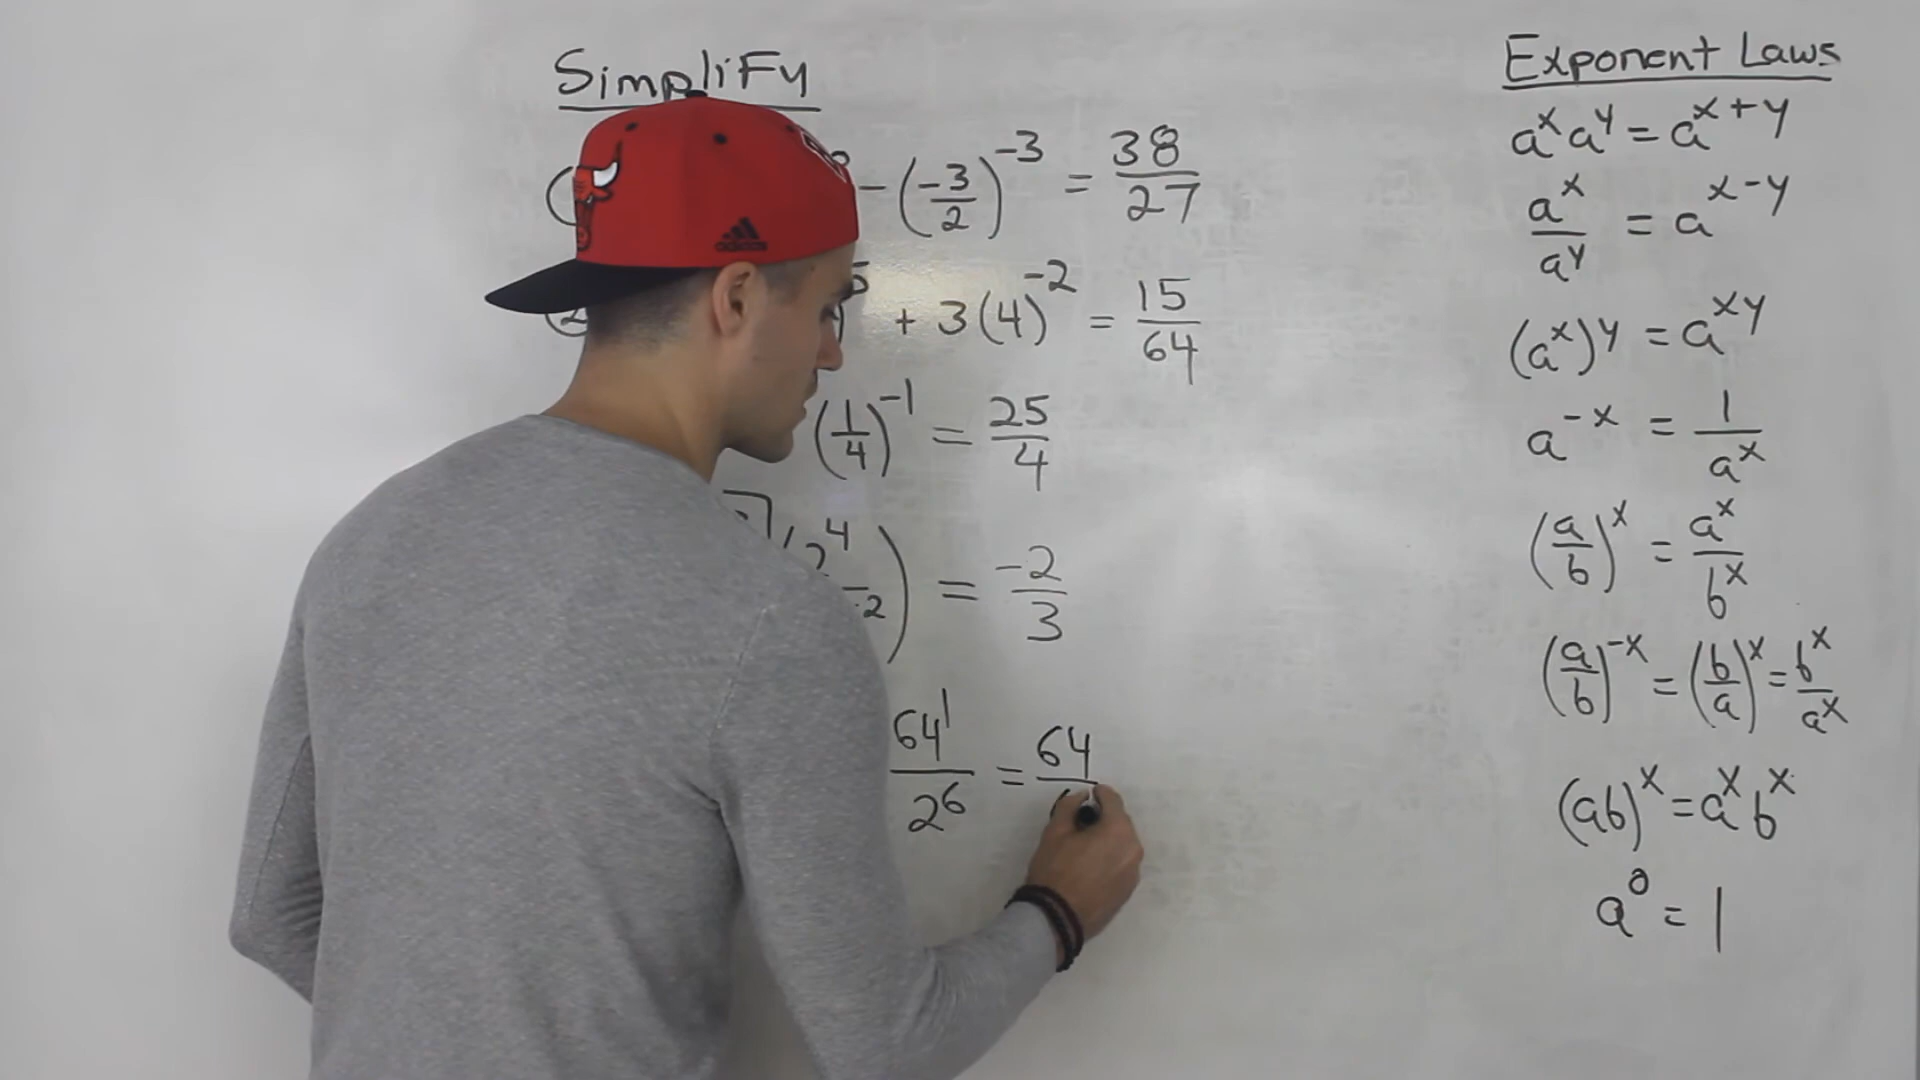 Simplify
- (-3/2)^-3 = 38/27
+ 3(4)^-2 = 15/64
(1/4)^-1 = 25/4
2^4
-2) = -2/3
64^1/2^6 = 64/
Exponent Laws
a^x a^y = a^x+y
a^x/a^y = a^x-y
(a^x)^y = a^xy
a^-x = 1/a^x
(a/b)^x = a^x/b^x
(a/b)^-x = (b/a)^x = b^x/a^x
(ab)^x = a^x b^x
a^0 = 1
adidas